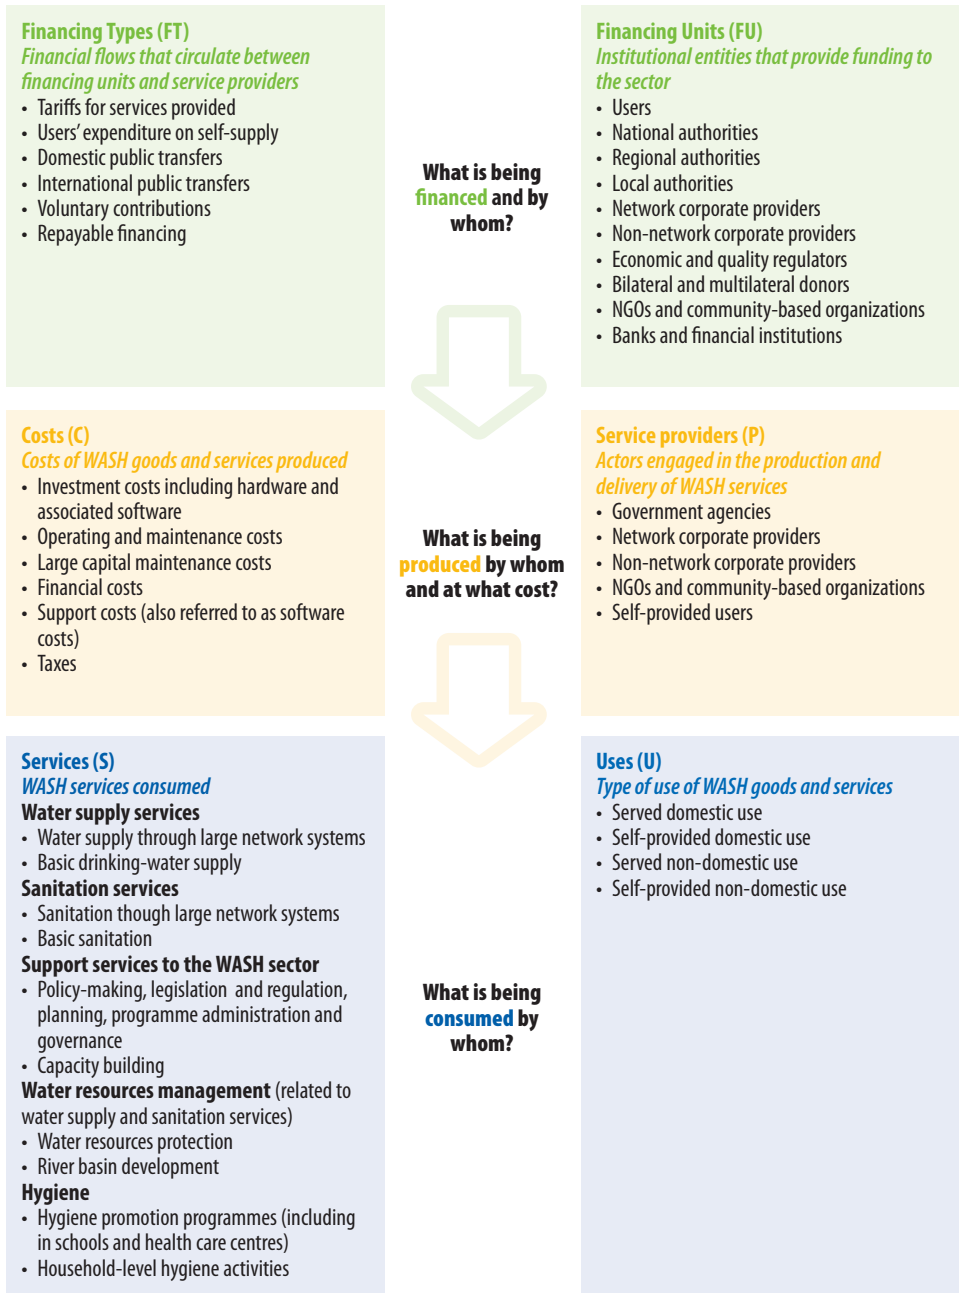 Financing Types (FT)
Financial flows that circulate between
financing units and service providers
• Tariffs for services provided
• Users’ expenditure on self-supply
• Domestic public transfers
• International public transfers
• Voluntary contributions
• Repayable financing
What is being
financed and by
whom?
Financing Units (FU)
Institutional entities that provide funding to
the sector
• Users
• National authorities
• Regional authorities
• Local authorities
• Network corporate providers
• Non-network corporate providers
• Economic and quality regulators
• Bilateral and multilateral donors
• NGOs and community-based organizations
• Banks and financial institutions
Costs (C)
Costs of WASH goods and services produced
• Investment costs including hardware and
associated software
• Operating and maintenance costs
• Large capital maintenance costs
• Financial costs
• Support costs (also referred to as software
costs)
• Taxes
What is being
produced by whom
and at what cost?
Service providers (P)
Actors engaged in the production and
delivery of WASH services
• Government agencies
• Network corporate providers
• Non-network corporate providers
• NGOs and community-based organizations
• Self-provided users
Services (S)
WASH services consumed
Water supply services
• Water supply through large network systems
• Basic drinking-water supply
Sanitation services
• Sanitation though large network systems
• Basic sanitation
Support services to the WASH sector
• Policy-making, legislation and regulation,
planning, programme administration and
governance
• Capacity building
Water resources management (related to
water supply and sanitation services)
• Water resources protection
• River basin development
Hygiene
• Hygiene promotion programmes (including
in schools and health care centres)
• Household-level hygiene activities
What is being
consumed by
whom?
Uses (U)
Type of use of WASH goods and services
• Served domestic use
• Self-provided domestic use
• Served non-domestic use
• Self-provided non-domestic use